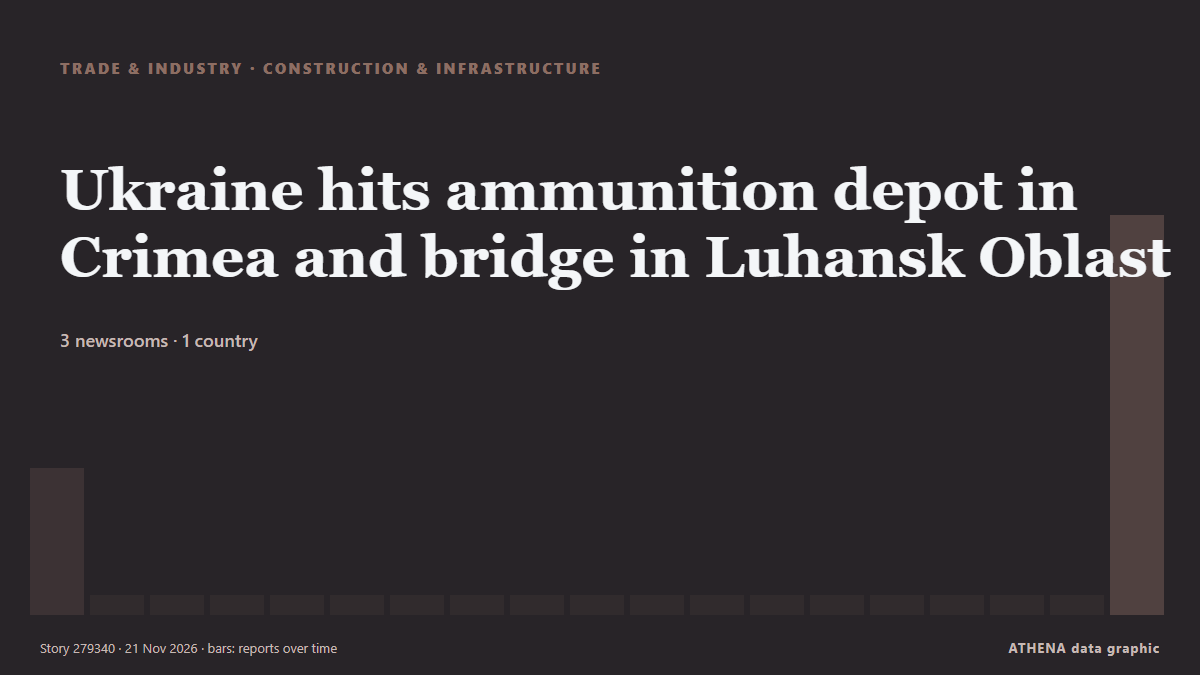 TRADE & INDUSTRY · CONSTRUCTION & INFRASTRUCTURE
Ukraine hits ammunition depot in
Crimea and bridge in Luhansk Oblast
3 newsrooms · 1 country
Story 279340 · 21 Nov 2026 · bars: reports over time
ATHENA data graphic